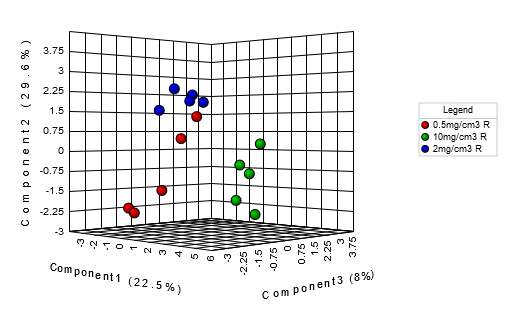 3.75
3
2.25
1.5
0.75
0
-0.75
-1.5
-2.25
-3
Component2 (29.6%)
-3 -2 -1 0 1 2 3 4 5 6
Component1 (22.5%)
-3 -2.25 -1.5 -0.75 0 0.75 1.5 2.25 3 3.75
Component3 (8%)
Legend
0.5mg/cm3 R
10mg/cm3 R
2mg/cm3 R